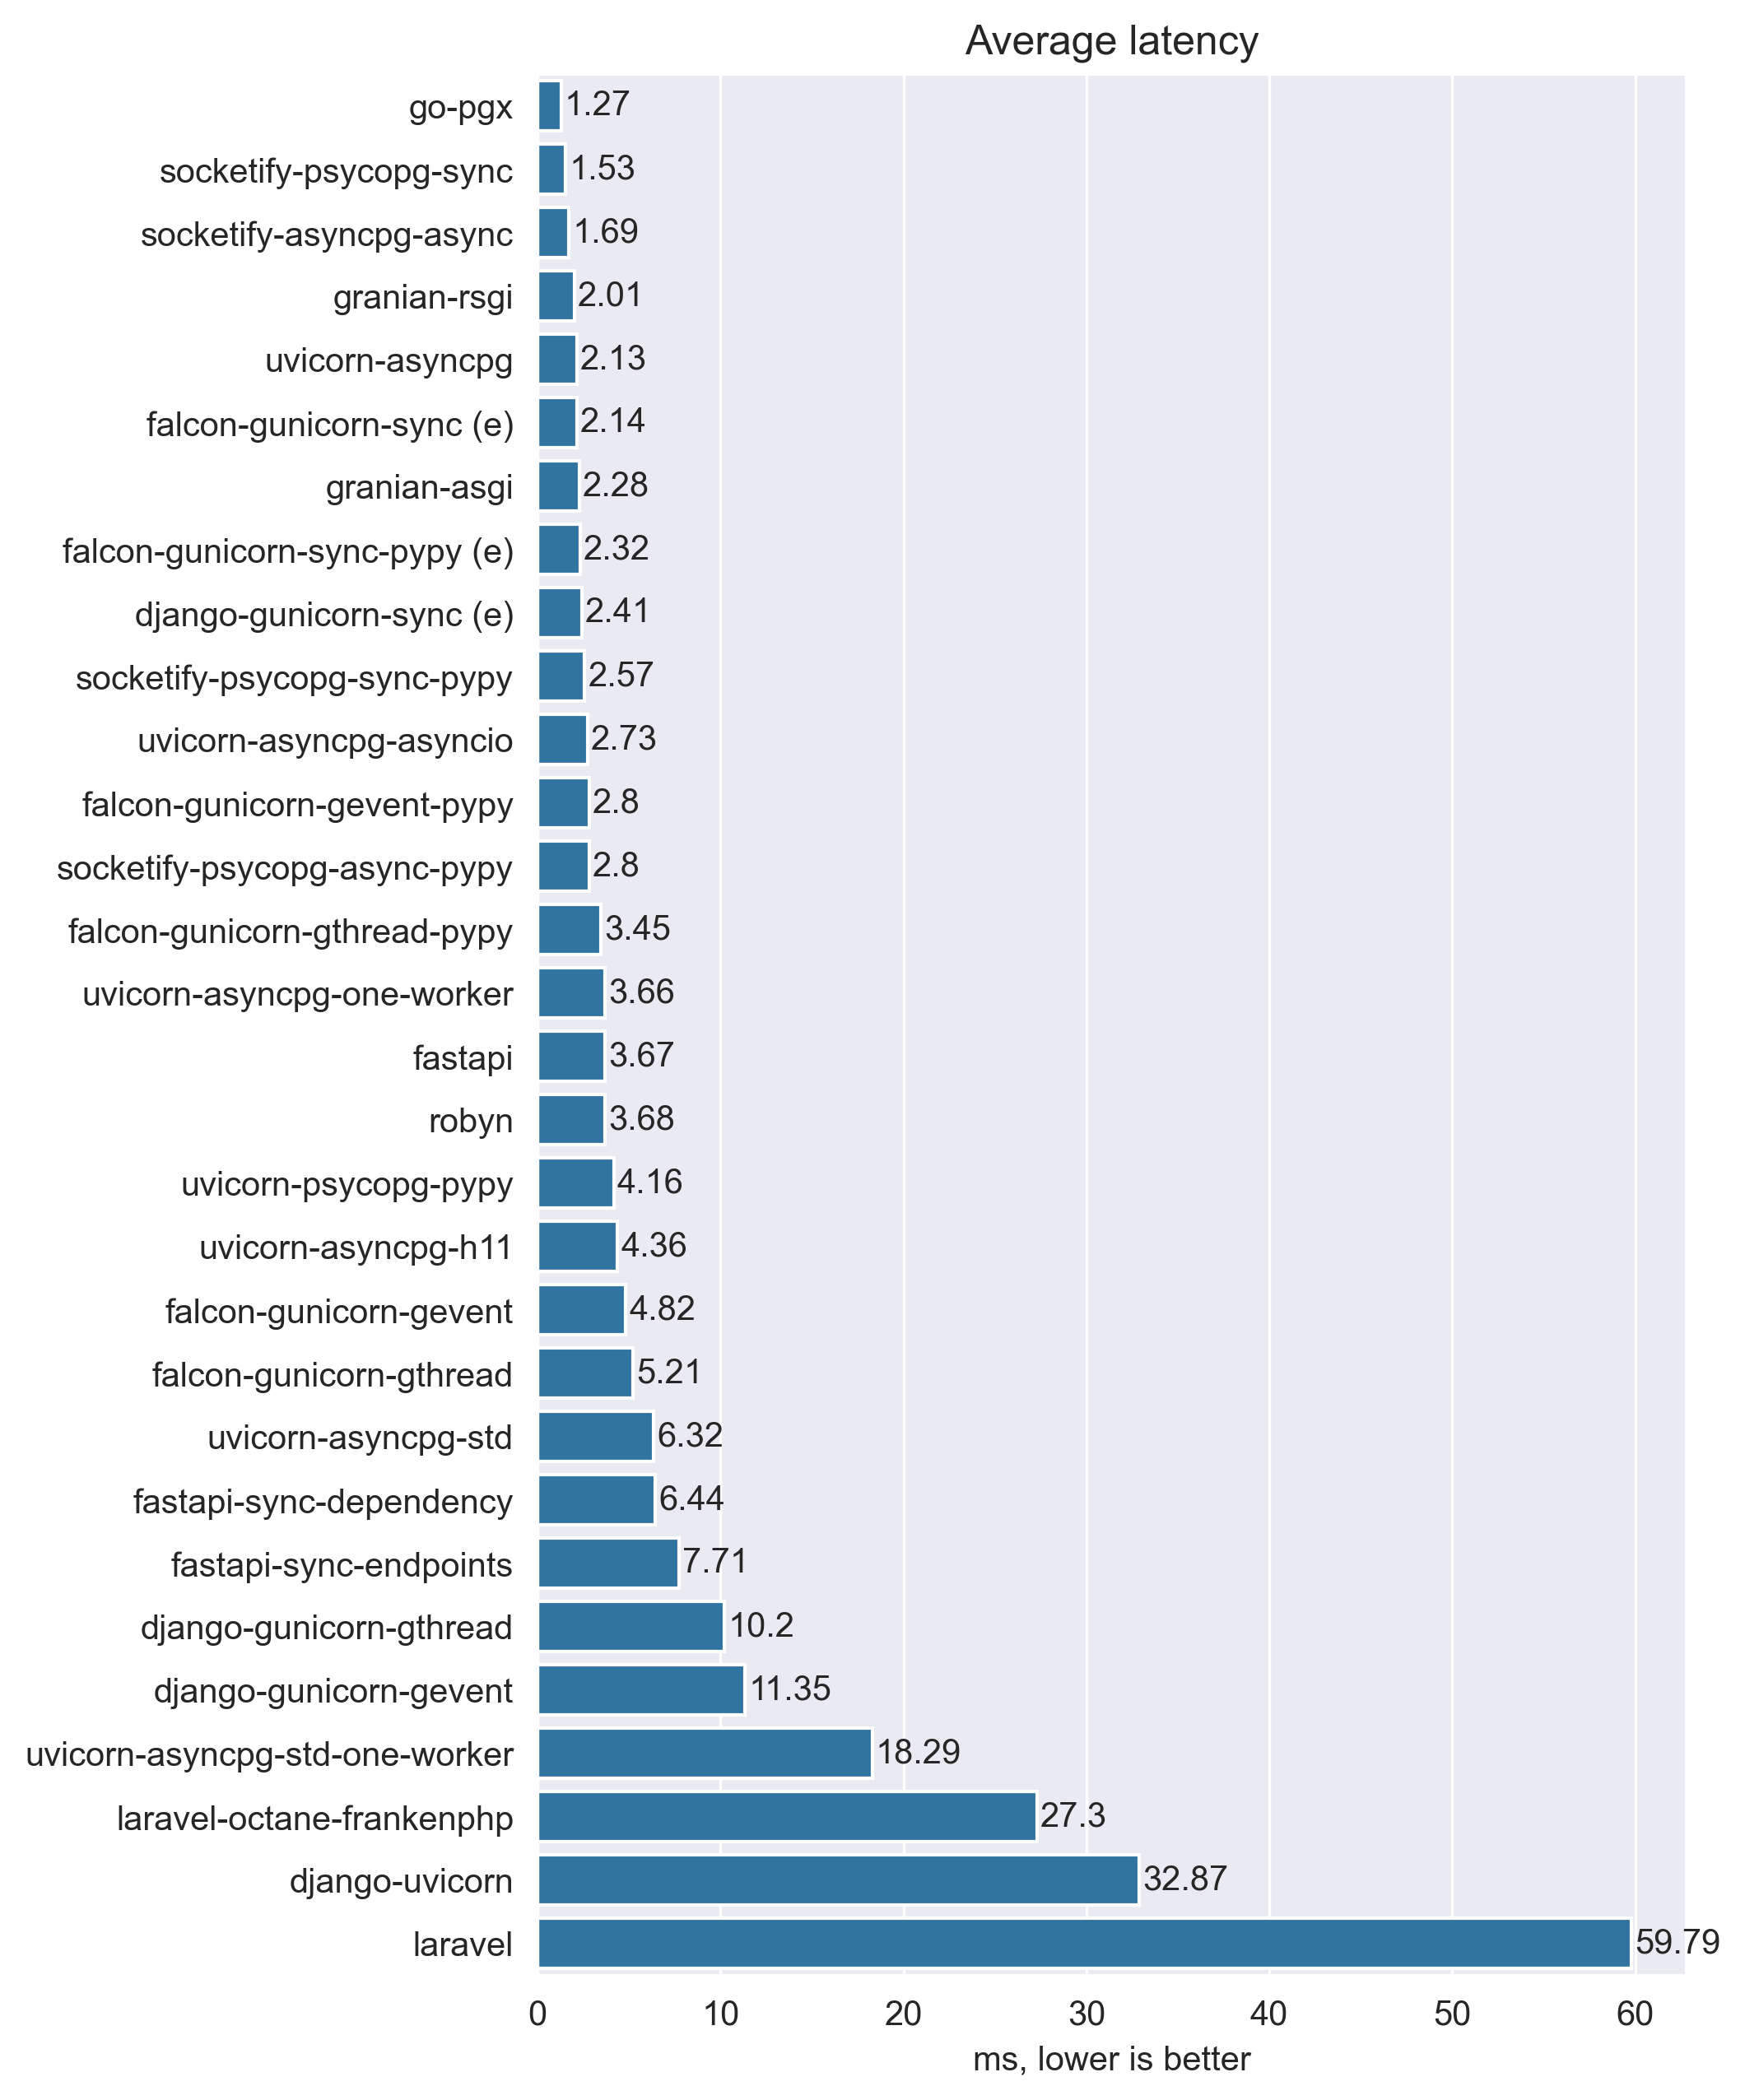 Average latency
go-pgx 1.27
socketify-psycopg-sync 1.53
socketify-asyncpg-async 1.69
granian-rsgi 2.01
uvicorn-asyncpg 2.13
falcon-gunicorn-sync (e) 2.14
granian-asgi 2.28
falcon-gunicorn-sync-pypy (e) 2.32
django-gunicorn-sync (e) 2.41
socketify-psycopg-sync-pypy 2.57
uvicorn-asyncpg-asyncio 2.73
falcon-gunicorn-gevent-pypy 2.8
socketify-psycopg-async-pypy 2.8
falcon-gunicorn-gthread-pypy 3.45
uvicorn-asyncpg-one-worker 3.66
fastapi 3.67
robyn 3.68
uvicorn-psycopg-pypy 4.16
uvicorn-asyncpg-h11 4.36
falcon-gunicorn-gevent 4.82
falcon-gunicorn-gthread 5.21
uvicorn-asyncpg-std 6.32
fastapi-sync-dependency 6.44
fastapi-sync-endpoints 7.71
django-gunicorn-gthread 10.2
django-gunicorn-gevent 11.35
uvicorn-asyncpg-std-one-worker 18.29
laravel-octane-frankenphp 27.3
django-uvicorn 32.87
laravel 59.79
0 10 20 30 40 50 60
ms, lower is better